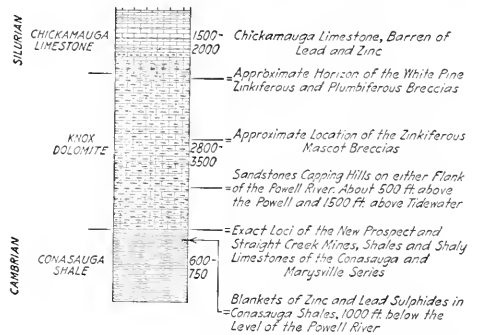 SILURIAN
CHICKAMAUGA
LIMESTONE
1500-
2000
Chickamauga Limestone, Barren of
Lead and Zinc
Approximate Horizon of the White Pine
Zinkiferous and Plumbiferous Breccias
KNOX
DOLOMITE
2800-
3500
Approximate Location of the Zinkiferous
Mascot Breccias
Sandstones Capping Hills on either Flank
of the Powell River. About 500 ft. above
the Powell and 1500 ft. above Tidewater
Exact Loci of the New Prospect and
Straight Creek Mines, Shales and Shaly
Limestones of the Conasauga and
Marysville Series
CAMBRIAN
CONASAUGA
SHALE
600-
750
Blankets of Zinc and Lead Sulphides in
Conasauga Shales, 1000 ft. below the
Level of the Powell River